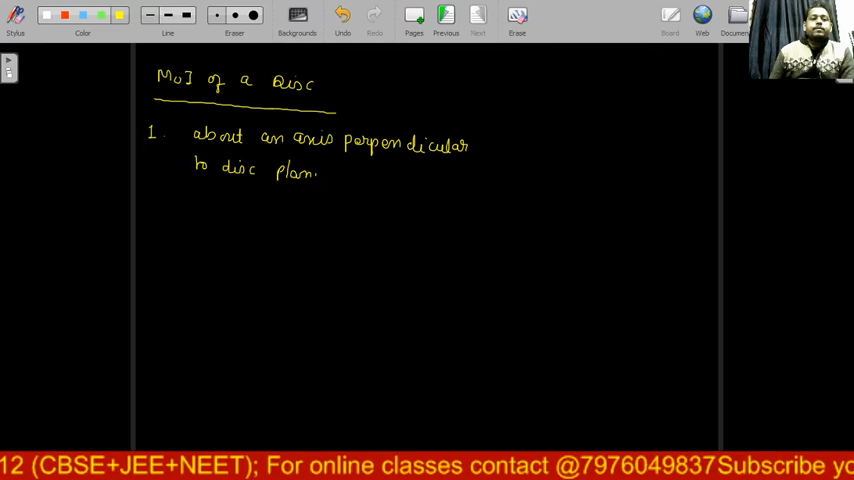 Stylus
Color
Line
Eraser
Backgrounds
Undo
Redo
Pages
Previous
Next
Erase
Board
Web
Documen
MoI of a Disc
1. about an axis perpendicular
to disc plan.
12 (CBSE+JEE+NEET); For online classes contact @7976049837Subscribe yo